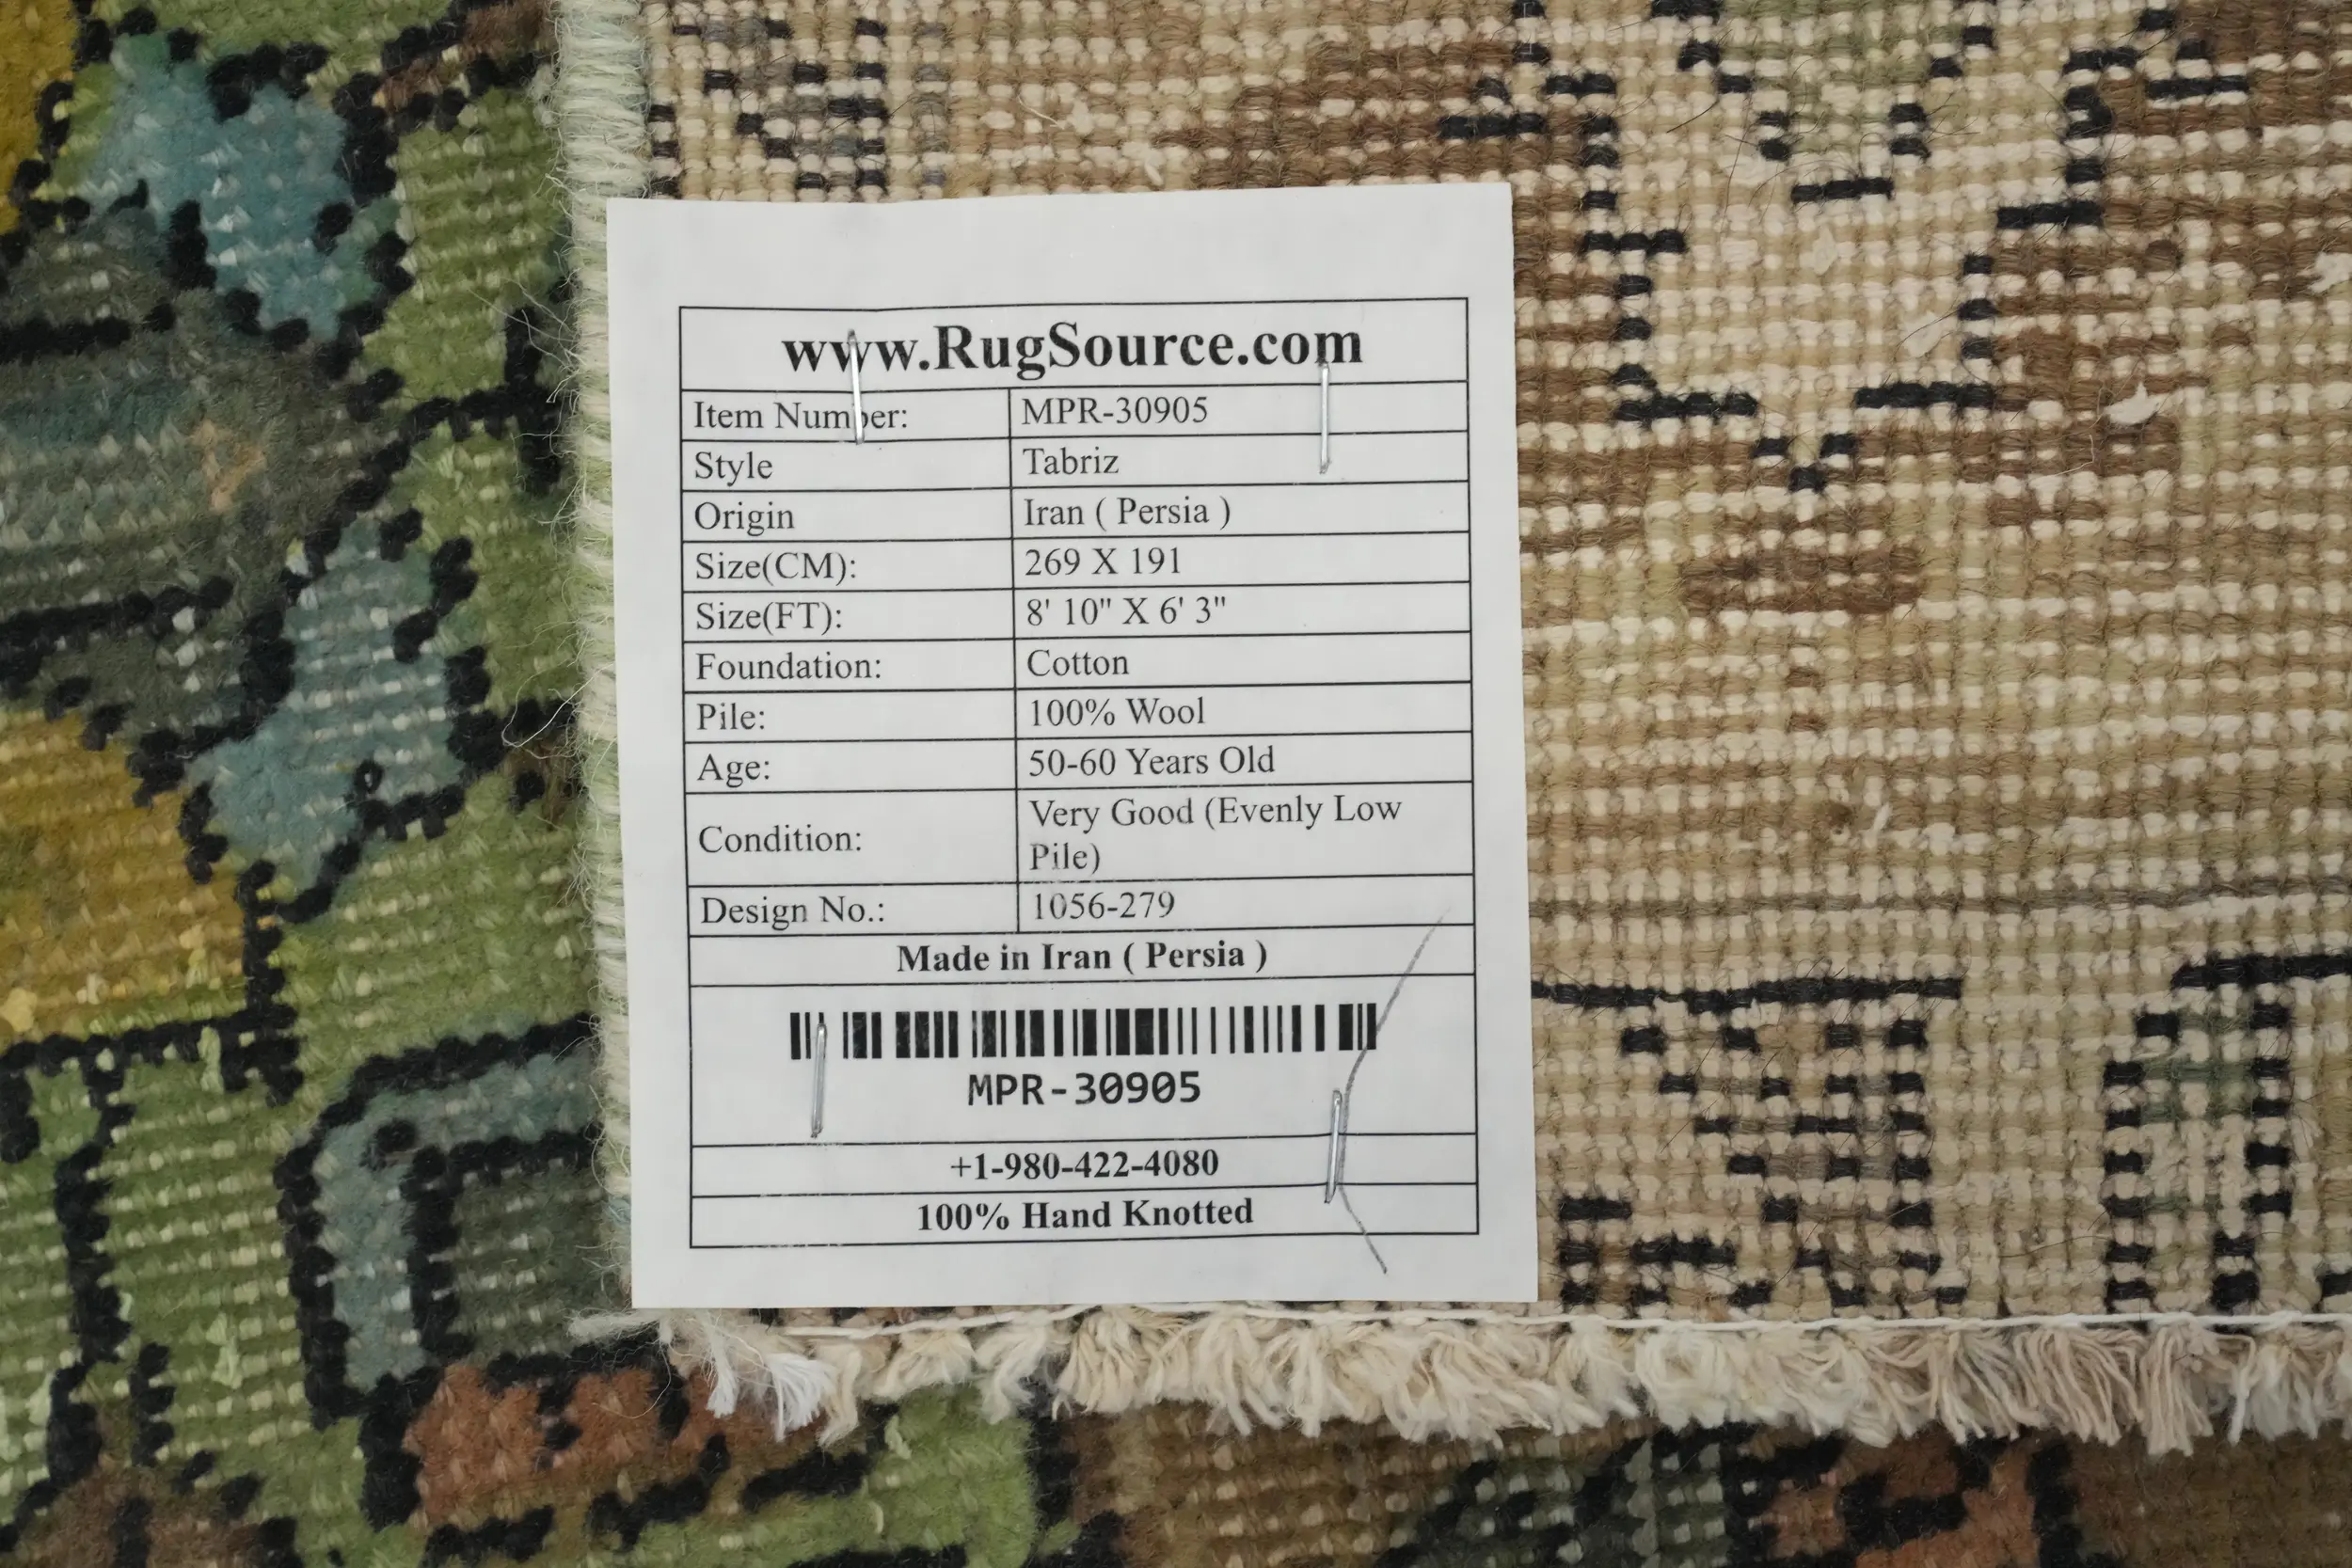 www.RugSource.com
Item Number: MPR-30905
Style Tabriz
Origin Iran ( Persia )
Size(CM): 269 X 191
Size(FT): 8' 10" X 6' 3"
Foundation: Cotton
Pile: 100% Wool
Age: 50-60 Years Old
Condition: Very Good (Evenly Low
Pile)
Design No.: 1056-279
Made in Iran ( Persia )
MPR-30905
+1-980-422-4080
100% Hand Knotted